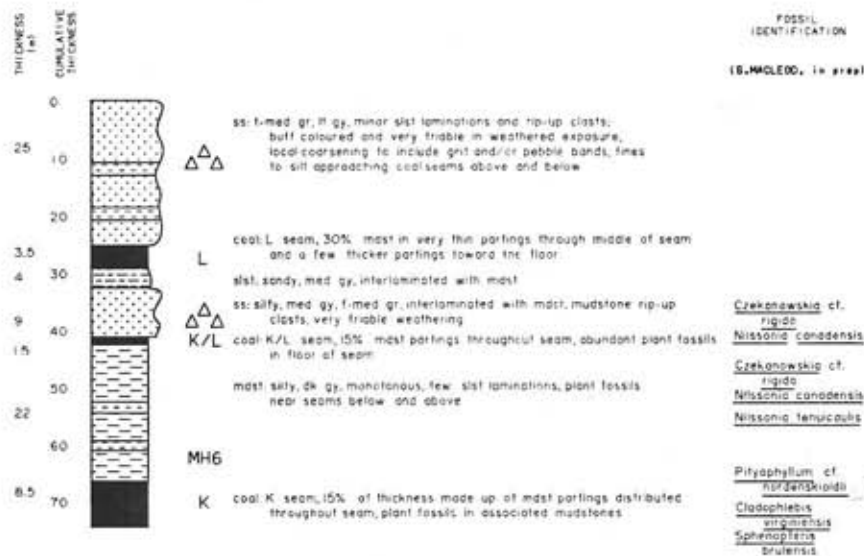 THICKNESS (m)
CUMULATIVE THICKNESS
FOSSIL
IDENTIFICATION
(G.MACLEOD, in prep)
0
ss: f-med gr, lt gy, minor slst laminations and rip-up clasts;
buff coloured and very friable in weathered exposure,
25
local coarsening to include grit and/or pebble bands, fines
10
to silt approaching coal seams above and below
20
coal: L seam, 30% mdst in very thin partings through middle of seam
3.5
L
and a few thicker partings toward the floor
4
30
slst: sandy, med gy, interlaminated with mdst
ss: silty, med gy, f-med gr, interlaminated with mdst, mudstone rip-up
Czekanowskia cf.
9
clasts, very friable weathering
rigida
40
K/L
coal: K/L seam, 15% mdst partings throughout seam, abundant plant fossils
Nilssonia canadensis
1.5
in floor of seam
Czekanowskia cf.
rigida
50
mdst: silty, dk gy, monotonous, few slst laminations, plant fossils
Nilssonia canadensis
near seams below and above
22
Nilssonia tenuicaulis
60
MH6
Pityophyllum cf.
8.5
nordenskioldii
70
K
coal: K seam, 15% of thickness made up of mdst partings distributed
throughout seam, plant fossils in associated mudstones
Cladophlebis
virginiensis
Sphenopteris
brulensis